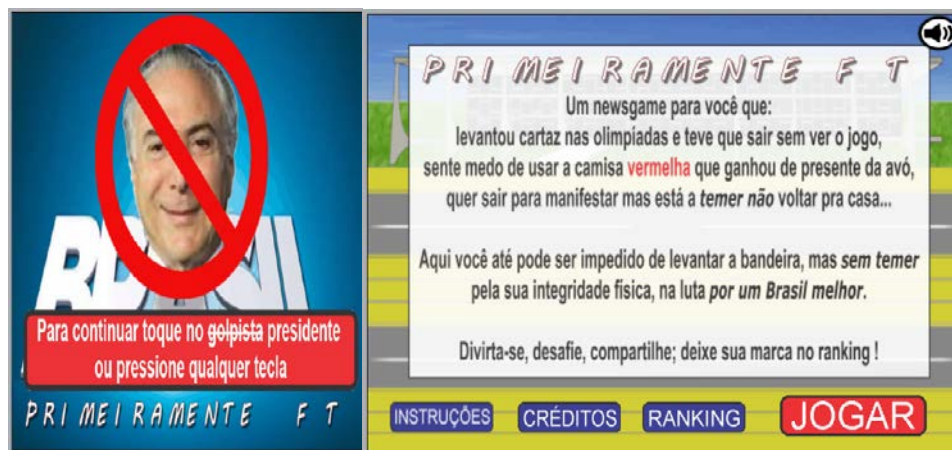 BRASIL
Para continuar toque no golpista presidente
ou pressione qualquer tecla
PRIMEIRAMENTE F T
PRIMEIRAMENTE F T
Um newsgame para você que:
levantou cartaz nas olimpíadas e teve que sair sem ver o jogo,
sente medo de usar a camisa vermelha que ganhou de presente da avó,
quer sair para manifestar mas está a temer não voltar pra casa...
Aqui você até pode ser impedido de levantar a bandeira, mas sem temer
pela sua integridade física, na luta por um Brasil melhor.
Divirta-se, desafie, compartilhe; deixe sua marca no ranking !
INSTRUÇÕES
CRÉDITOS
RANKING
JOGAR